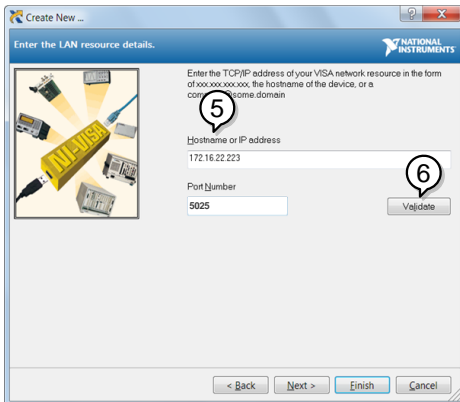 Create New ...
Enter the LAN resource details.
NATIONAL
INSTRUMENTS
Enter the TCP/IP address of your VISA network resource in the form
of xxx.xxx.xxx.xxx, the hostname of the device, or a
some.domain
5
Hostname or IP address
172.16.22.223
6
Port Number
5025
Validate
NI-VISA
< Back
Next >
Finish
Cancel